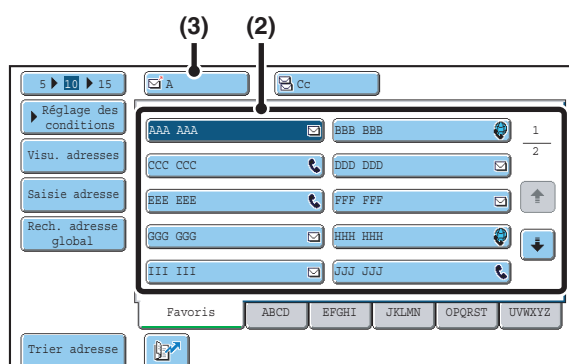 (3) (2)
5 10 15
A
Cc
Réglage des
conditions
Visu. adresses
Saisie adresse
Rech. adresse
global
Trier adresse
AAA AAA
BBB BBB
CCC CCC
DDD DDD
EEE EEE
FFF FFF
GGG GGG
HHH HHH
III III
JJJ JJJ
1
2
Favoris ABCD EFGHI JKLMN OPQRST UVWXYZ